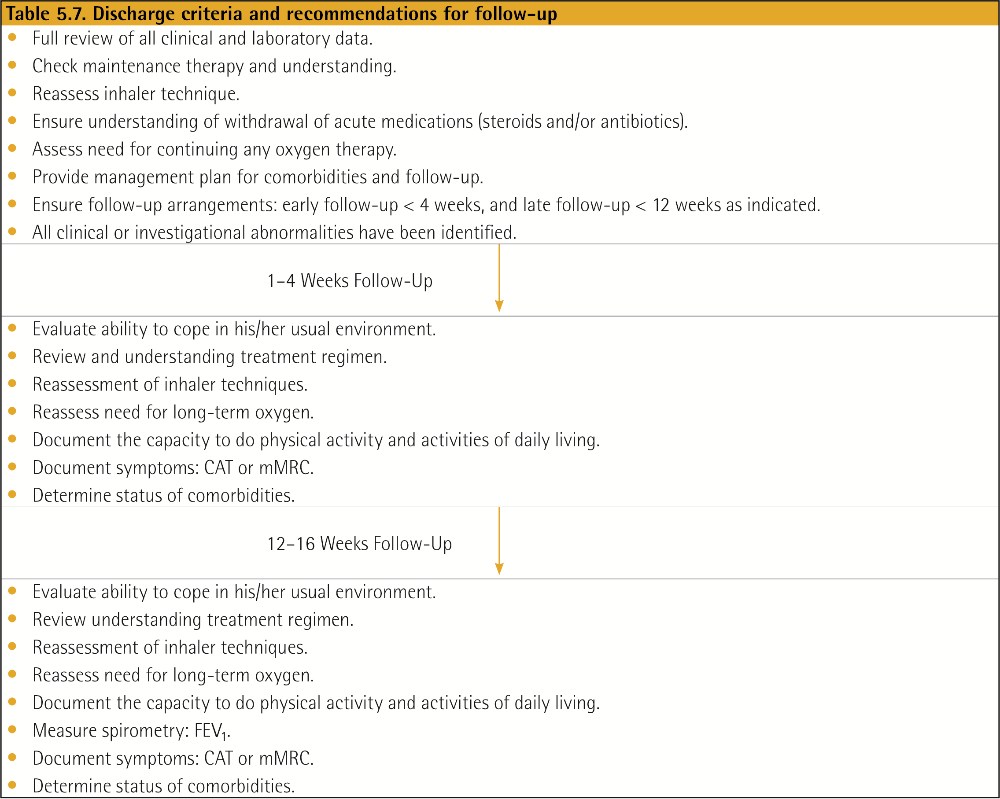 Table 5.7. Discharge criteria and recommendations for follow-up
• Full review of all clinical and laboratory data.
• Check maintenance therapy and understanding.
• Reassess inhaler technique.
• Ensure understanding of withdrawal of acute medications (steroids and/or antibiotics).
• Assess need for continuing any oxygen therapy.
• Provide management plan for comorbidities and follow-up.
• Ensure follow-up arrangements: early follow-up < 4 weeks, and late follow-up < 12 weeks as indicated.
• All clinical or investigational abnormalities have been identified.
1–4 Weeks Follow-Up
• Evaluate ability to cope in his/her usual environment.
• Review and understanding treatment regimen.
• Reassessment of inhaler techniques.
• Reassess need for long-term oxygen.
• Document the capacity to do physical activity and activities of daily living.
• Document symptoms: CAT or mMRC.
• Determine status of comorbidities.
12–16 Weeks Follow-Up
• Evaluate ability to cope in his/her usual environment.
• Review understanding treatment regimen.
• Reassessment of inhaler techniques.
• Reassess need for long-term oxygen.
• Document the capacity to do physical activity and activities of daily living.
• Measure spirometry: FEV₁.
• Document symptoms: CAT or mMRC.
• Determine status of comorbidities.